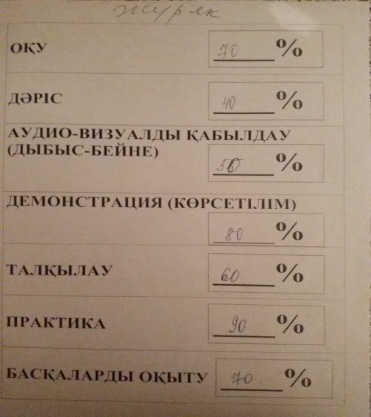 жүрек
ОҚУ 70 %
ДӘРІС 40 %
АУДИО-ВИЗУАЛДЫ ҚАБЫЛДАУ
(ДЫБЫС-БЕЙНЕ) 50 %
ДЕМОНСТРАЦИЯ (КӨРСЕТІЛІМ)
80 %
ТАЛҚЫЛАУ 60 %
ПРАКТИКА 90 %
БАСҚАЛАРДЫ ОҚЫТУ 70 %